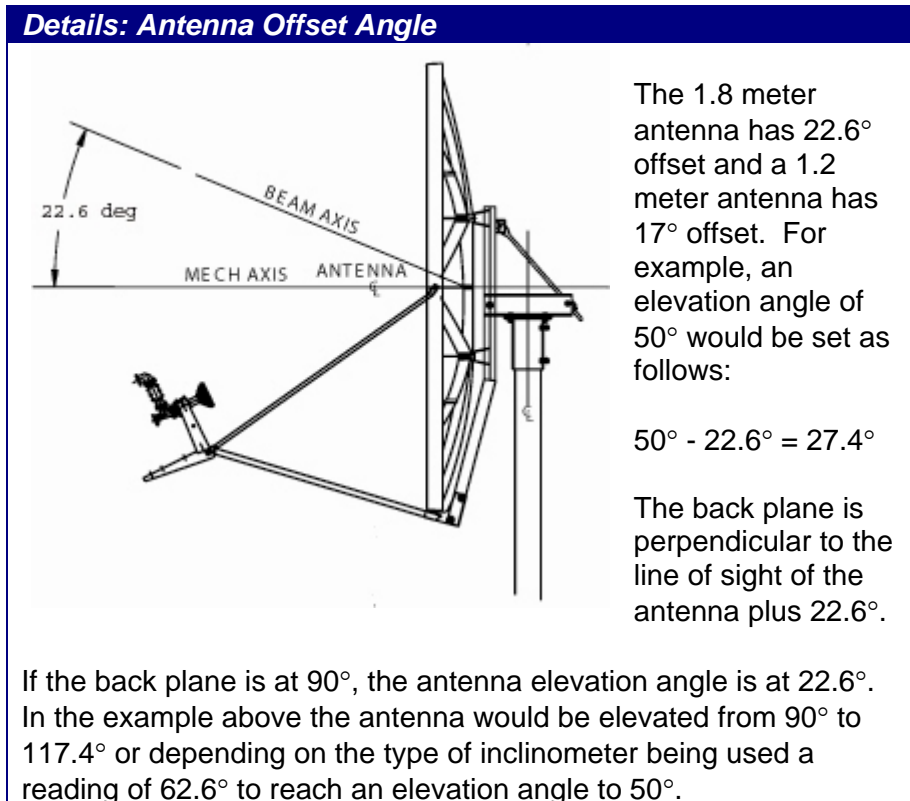 Details: Antenna Offset Angle
22.6 deg
BEAM AXIS
MECH AXIS ANTENNA
℄
℄
The 1.8 meter
antenna has 22.6°
offset and a 1.2
meter antenna has
17° offset. For
example, an
elevation angle of
50° would be set as
follows:
50° - 22.6° = 27.4°
The back plane is
perpendicular to the
line of sight of the
antenna plus 22.6°.
If the back plane is at 90°, the antenna elevation angle is at 22.6°.
In the example above the antenna would be elevated from 90° to
117.4° or depending on the type of inclinometer being used a
reading of 62.6° to reach an elevation angle to 50°.